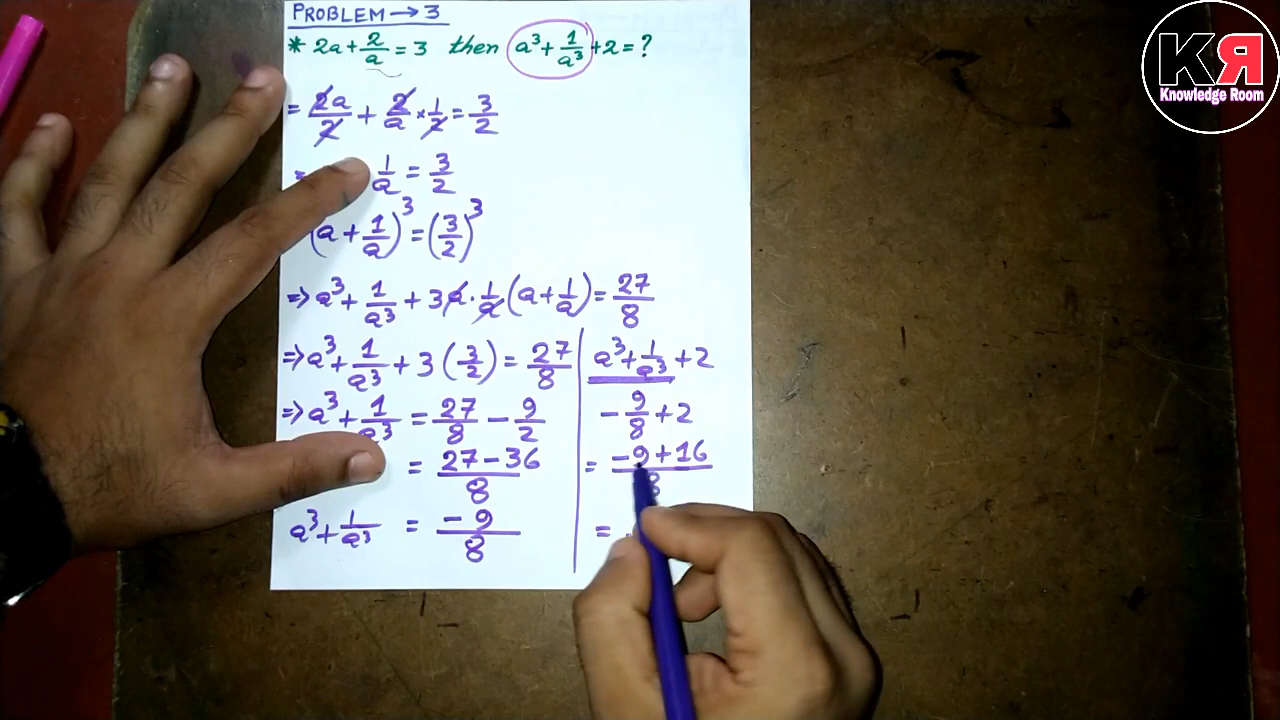 PROBLEM → 3
* 2a + 2/a = 3 then a³ + 1/a³ + 2 = ?
= 2a/2 + 2/a × 1/2 = 3/2
= 1/a = 3/2
(a + 1/a)³ = (3/2)³
⇒ a³ + 1/a³ + 3a · 1/a (a + 1/a) = 27/8
⇒ a³ + 1/a³ + 3 (3/2) = 27/8
⇒ a³ + 1/a³ = 27/8 − 9/2
= 27 − 36 / 8
a³ + 1/a³ = −9/8
a³ + 1/a³ + 2
− 9/8 + 2
= −9 + 16 / 8
=
KR
Knowledge Room